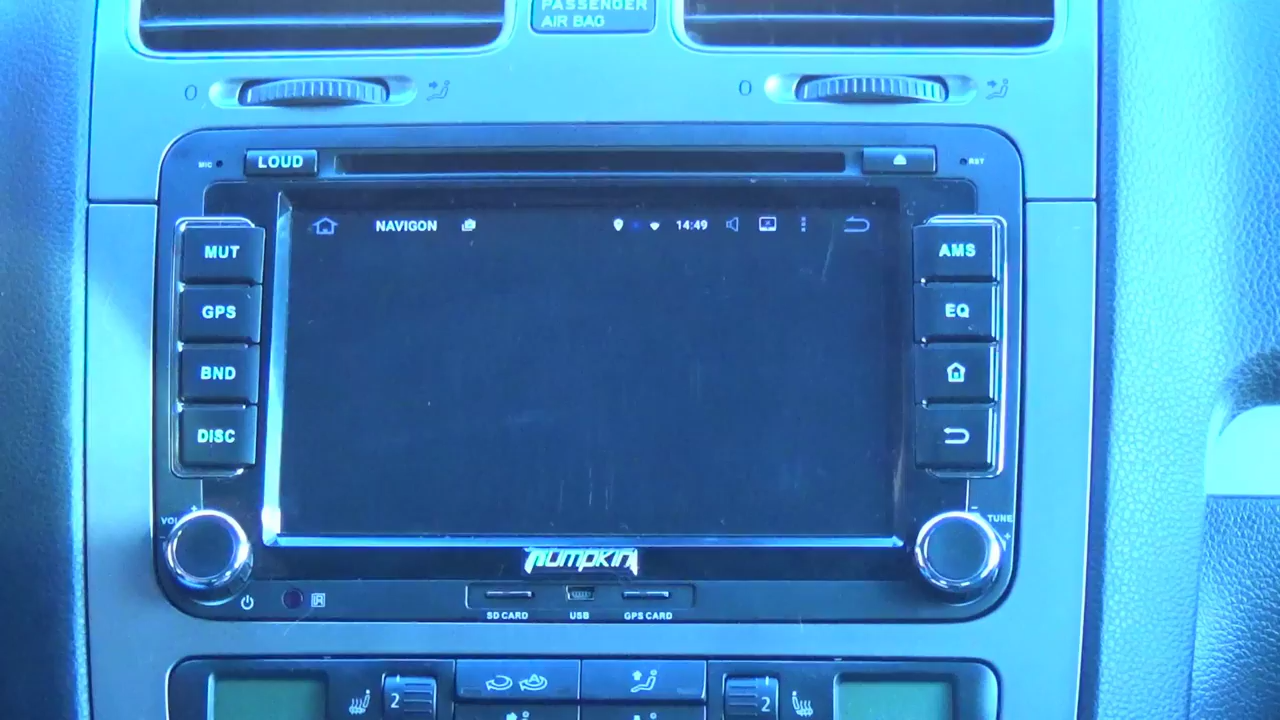 PASSENGER
AIR BAG
0
0
MIC
LOUD
RST
NAVIGON
14:49
MUT
AMS
GPS
EQ
BND
DISC
VOL
+
-
TUNE
+
PUMPKIN
IR
SD CARD
USB
GPS CARD
2
2